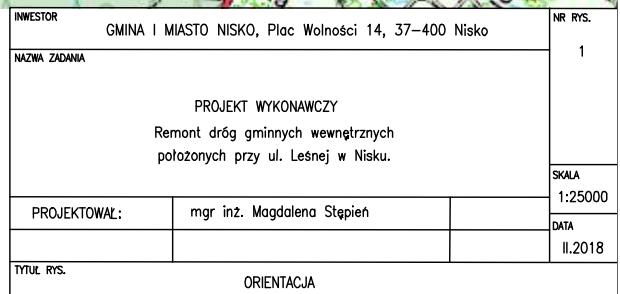 INWESTOR
GMINA I MIASTO NISKO, Plac Wolności 14, 37-400 Nisko
NR RYS.
1
NAZWA ZADANIA
PROJEKT WYKONAWCZY
Remont dróg gminnych wewnętrznych
położonych przy ul. Leśnej w Nisku.
SKALA
1:25000
PROJEKTOWAŁ:
mgr inż. Magdalena Stępień
DATA
II.2018
TYTUŁ RYS.
ORIENTACJA